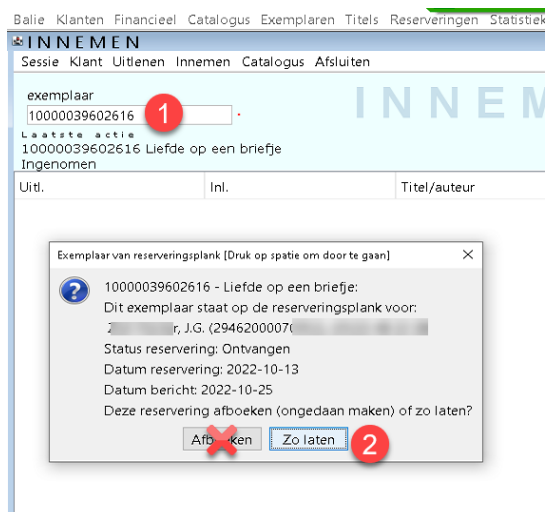 Balie Klanten Financieel Catalogus Exemplaren Titels Reserveringen Statistiek
INNEMEN
Sessie Klant Uitlenen Innemen Catalogus Afsluiten
INNEM
exemplaar
10000039602616 1
Laatste actie
10000039602616 Liefde op een briefje
Ingenomen
Uitl. Inl. Titel/auteur
Exemplaar van reserveringsplank [Druk op spatie om door te gaan]
10000039602616 - Liefde op een briefje:
Dit exemplaar staat op de reserveringsplank voor:
r, J.G. (2946200007
Status reservering: Ontvangen
Datum reservering: 2022-10-13
Datum bericht: 2022-10-25
Deze reservering afboeken (ongedaan maken) of zo laten?
Zo laten 2